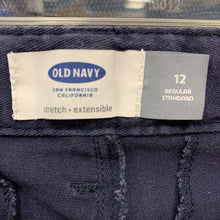 OLD NAVY
SAN FRANCISCO
CALIFORNIA
stretch • extensible
12
REGULAR
STANDARD